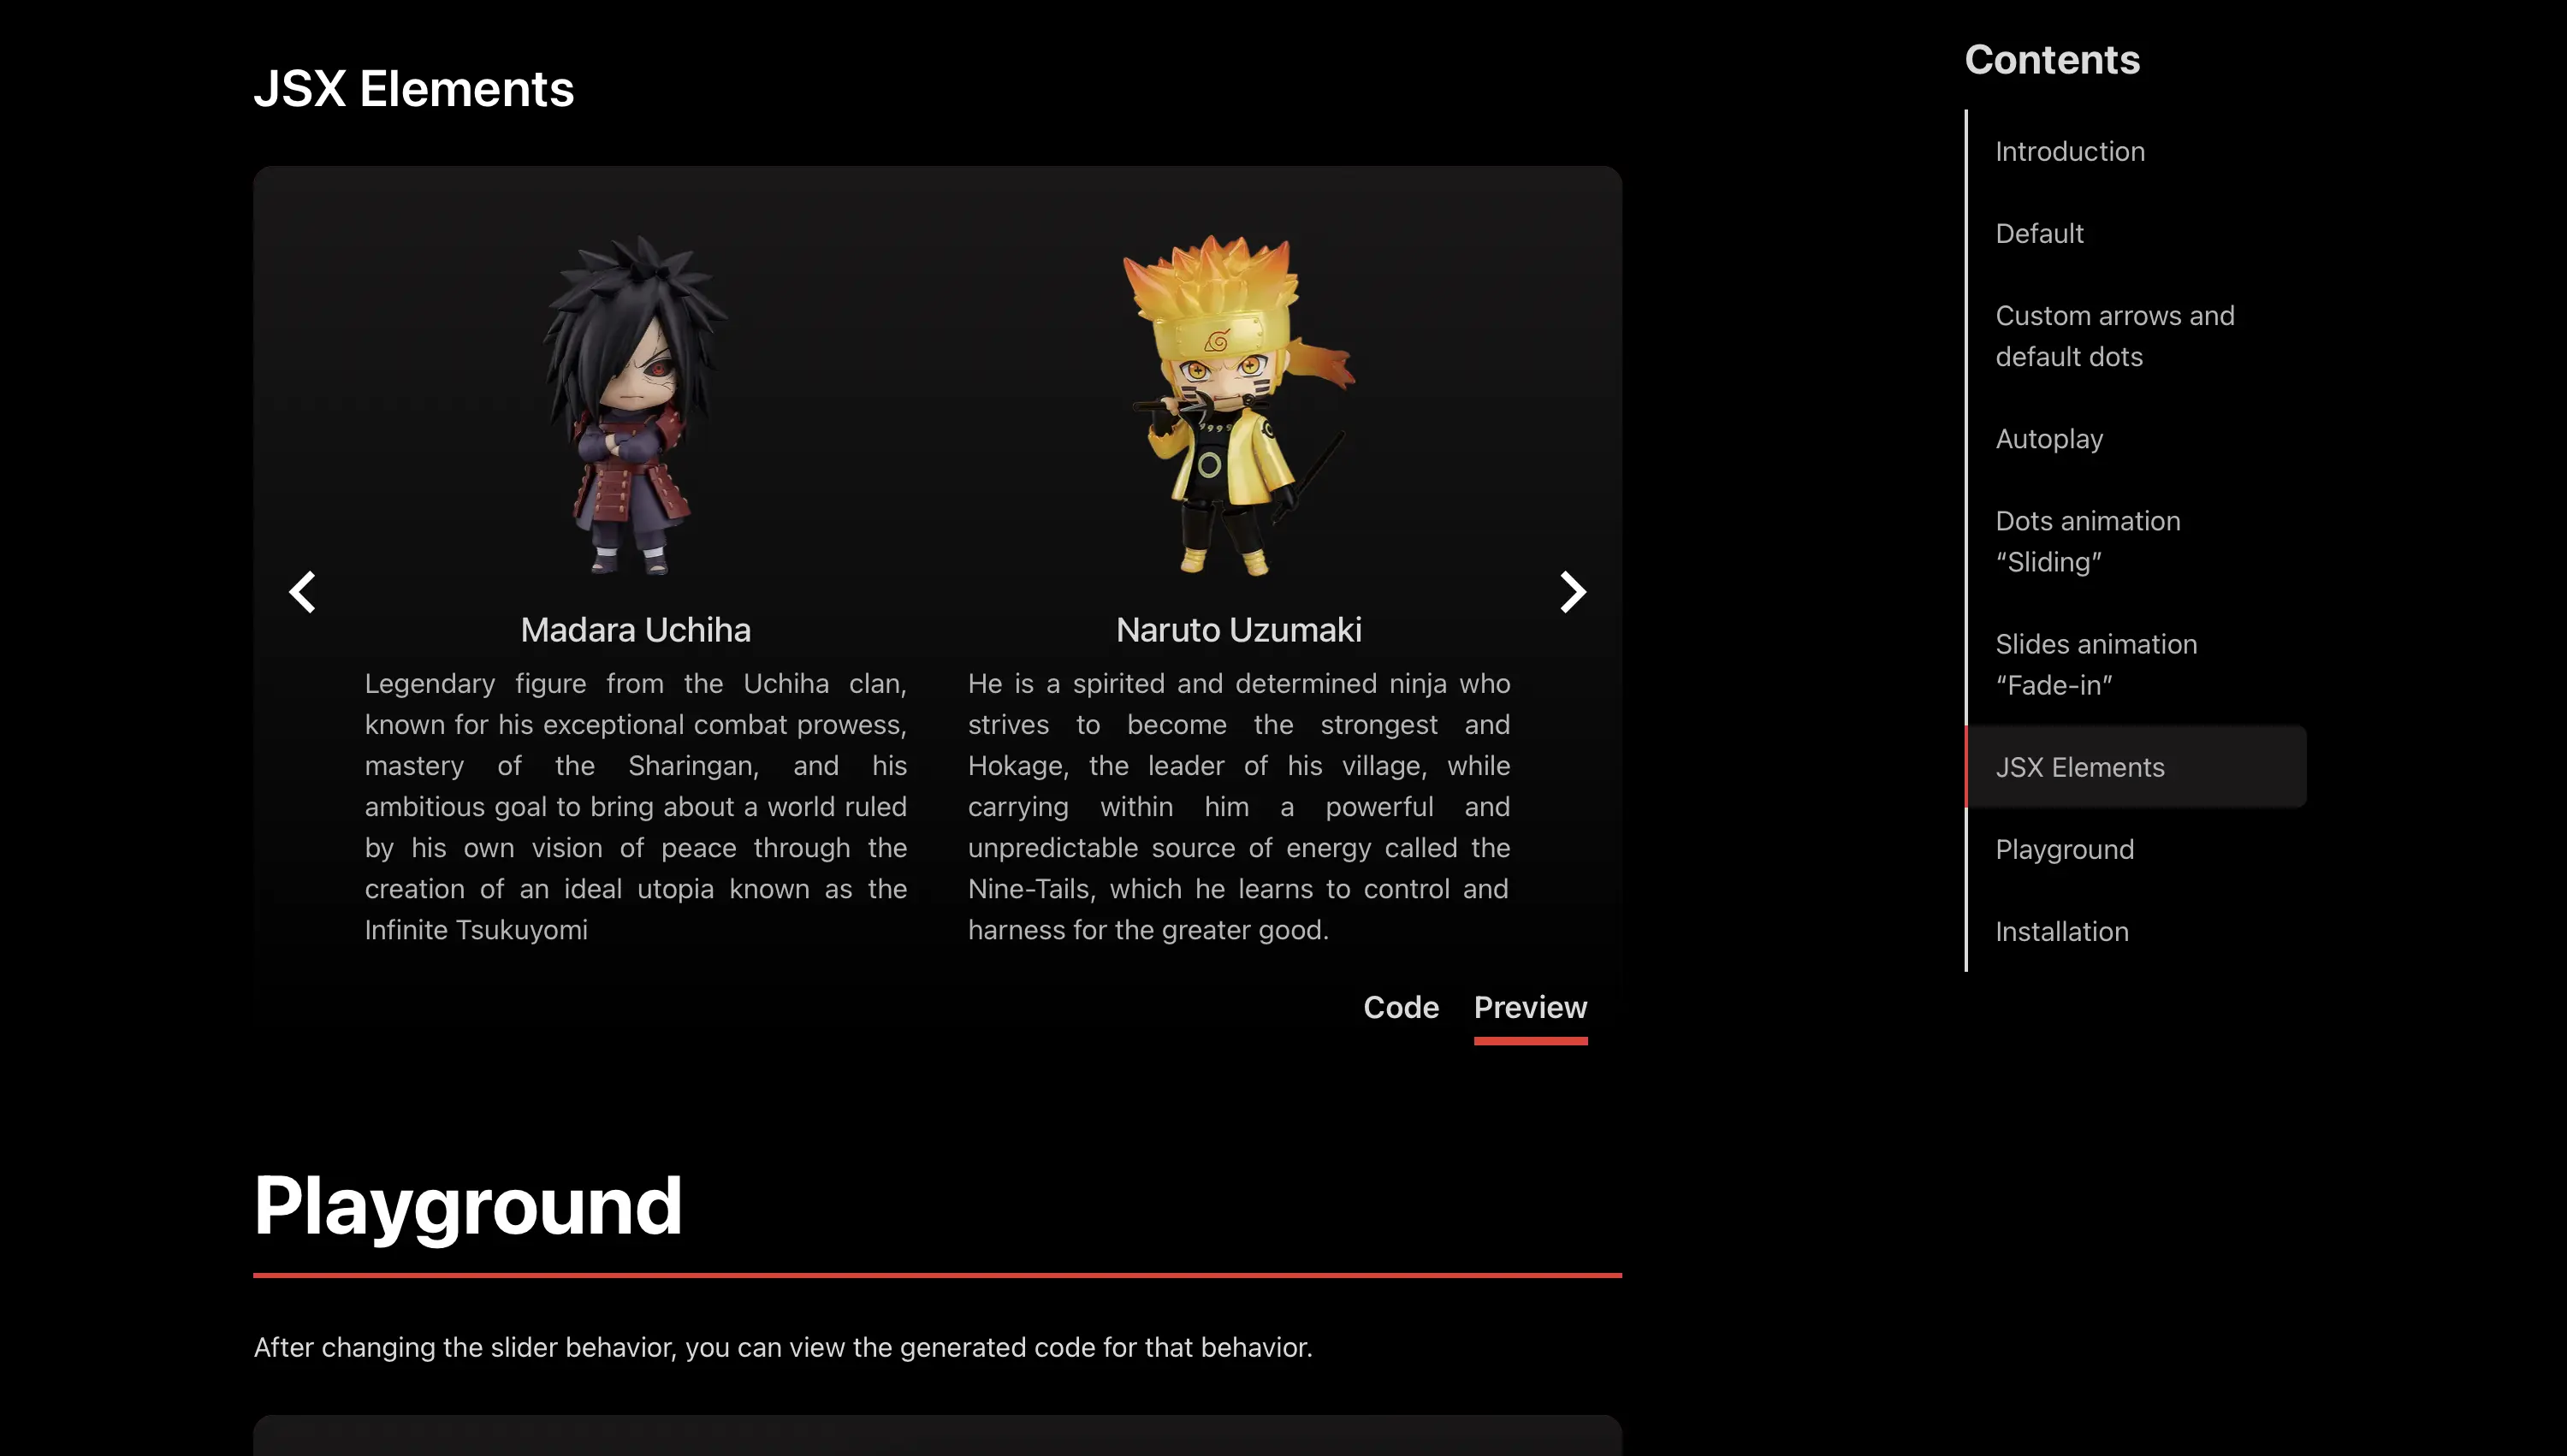 JSX Elements
Madara Uchiha
Legendary figure from the Uchiha clan,
known for his exceptional combat prowess,
mastery of the Sharingan, and his
ambitious goal to bring about a world ruled
by his own vision of peace through the
creation of an ideal utopia known as the
Infinite Tsukuyomi
Naruto Uzumaki
He is a spirited and determined ninja who
strives to become the strongest and
Hokage, the leader of his village, while
carrying within him a powerful and
unpredictable source of energy called the
Nine-Tails, which he learns to control and
harness for the greater good.
Code
Preview
Playground
After changing the slider behavior, you can view the generated code for that behavior.
Contents
Introduction
Default
Custom arrows and
default dots
Autoplay
Dots animation
“Sliding”
Slides animation
“Fade-in”
JSX Elements
Playground
Installation